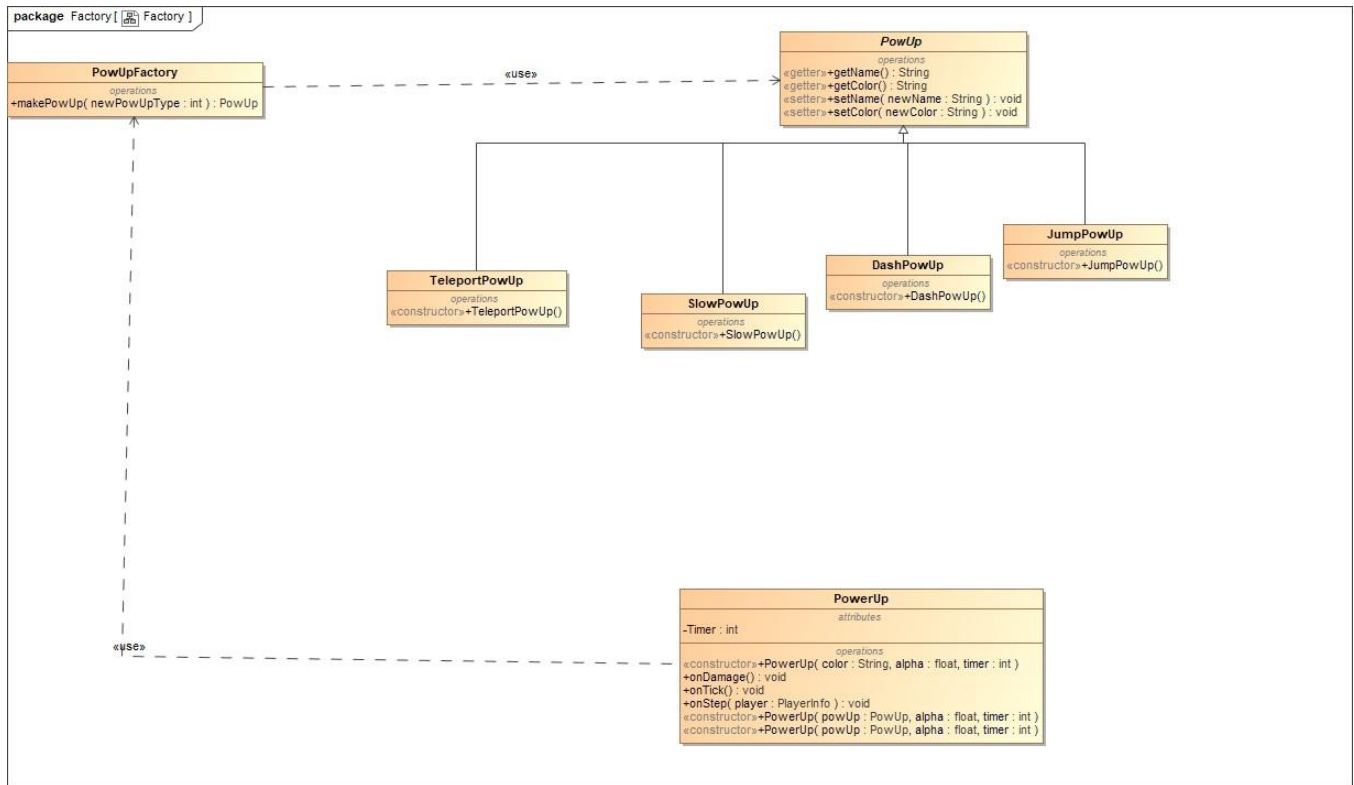 package Factory [ Factory ]
PowUpFactory
operations
+makePowUp( newPowUpType : int ) : PowUp
«use»
PowUp
operations
«getter»+getName() : String
«getter»+getColor() : String
«setter»+setName( newName : String ) : void
«setter»+setColor( newColor : String ) : void
TeleportPowUp
operations
«constructor»+TeleportPowUp()
SlowPowUp
operations
«constructor»+SlowPowUp()
DashPowUp
operations
«constructor»+DashPowUp()
JumpPowUp
operations
«constructor»+JumpPowUp()
«use»
PowerUp
attributes
-Timer : int
operations
«constructor»+PowerUp( color : String, alpha : float, timer : int )
+onDamage() : void
+onTick() : void
+onStep( player : PlayerInfo ) : void
«constructor»+PowerUp( powUp : PowUp, alpha : float, timer : int )
«constructor»+PowerUp( powUp : PowUp, alpha : float, timer : int )